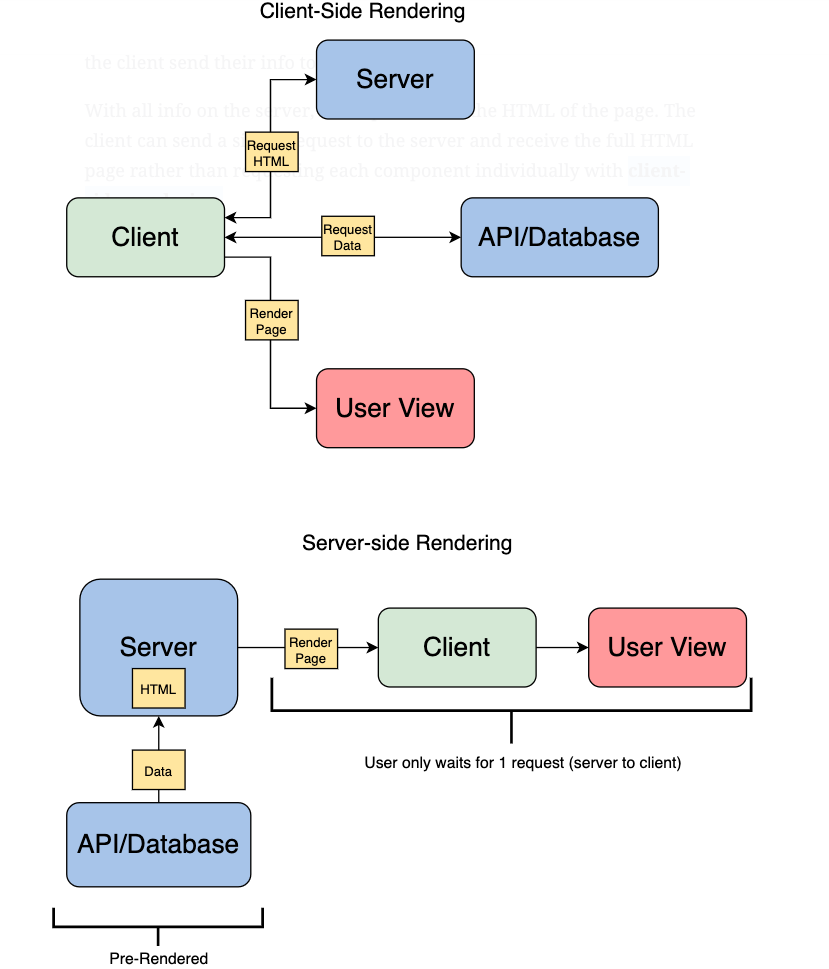 Client-Side Rendering
the client send their info to
Server
With all info on the server, the HTML of the page. The
client can send a request to the server and receive the full HTML
page rather than requesting each component individually with client-
Request
HTML
Client
Request
Data
API/Database
Render
Page
User View
Server-side Rendering
Server
HTML
Render
Page
Client
User View
User only waits for 1 request (server to client)
Data
API/Database
Pre-Rendered